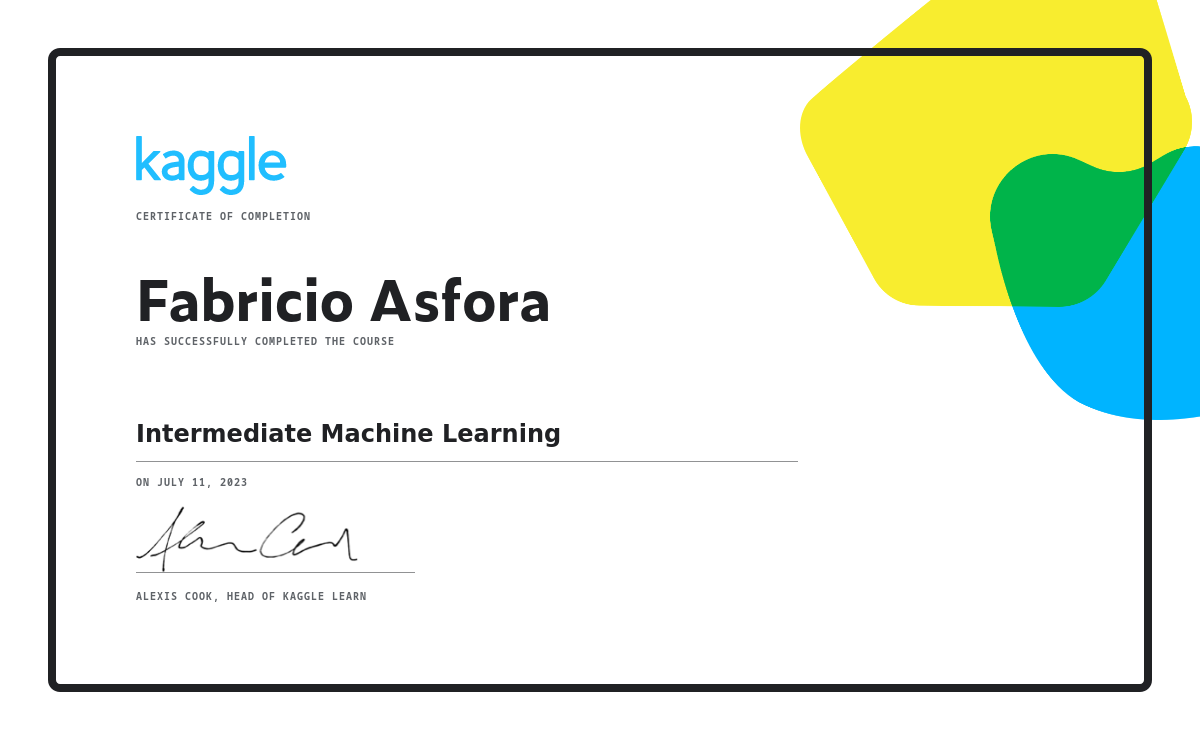 kaggle
CERTIFICATE OF COMPLETION
Fabricio Asfora
HAS SUCCESSFULLY COMPLETED THE COURSE
Intermediate Machine Learning
ON JULY 11, 2023
ALEXIS COOK, HEAD OF KAGGLE LEARN